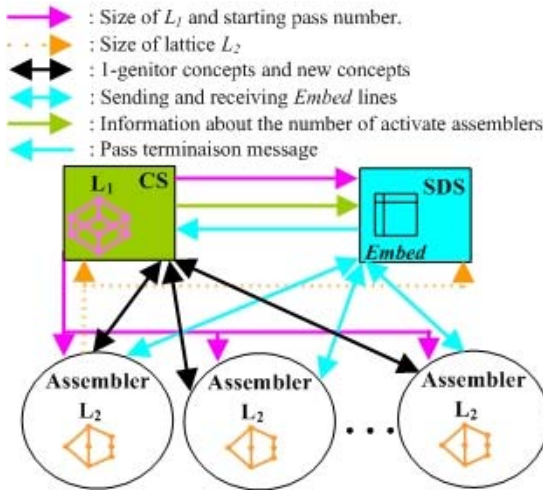 : Size of L1 and starting pass number.
: Size of lattice L2
: 1-genitor concepts and new concepts
: Sending and receiving Embed lines
: Information about the number of activate assemblers
: Pass terminaison message
L1 CS
SDS
Embed
Assembler Assembler Assembler
L2 L2 L2
...